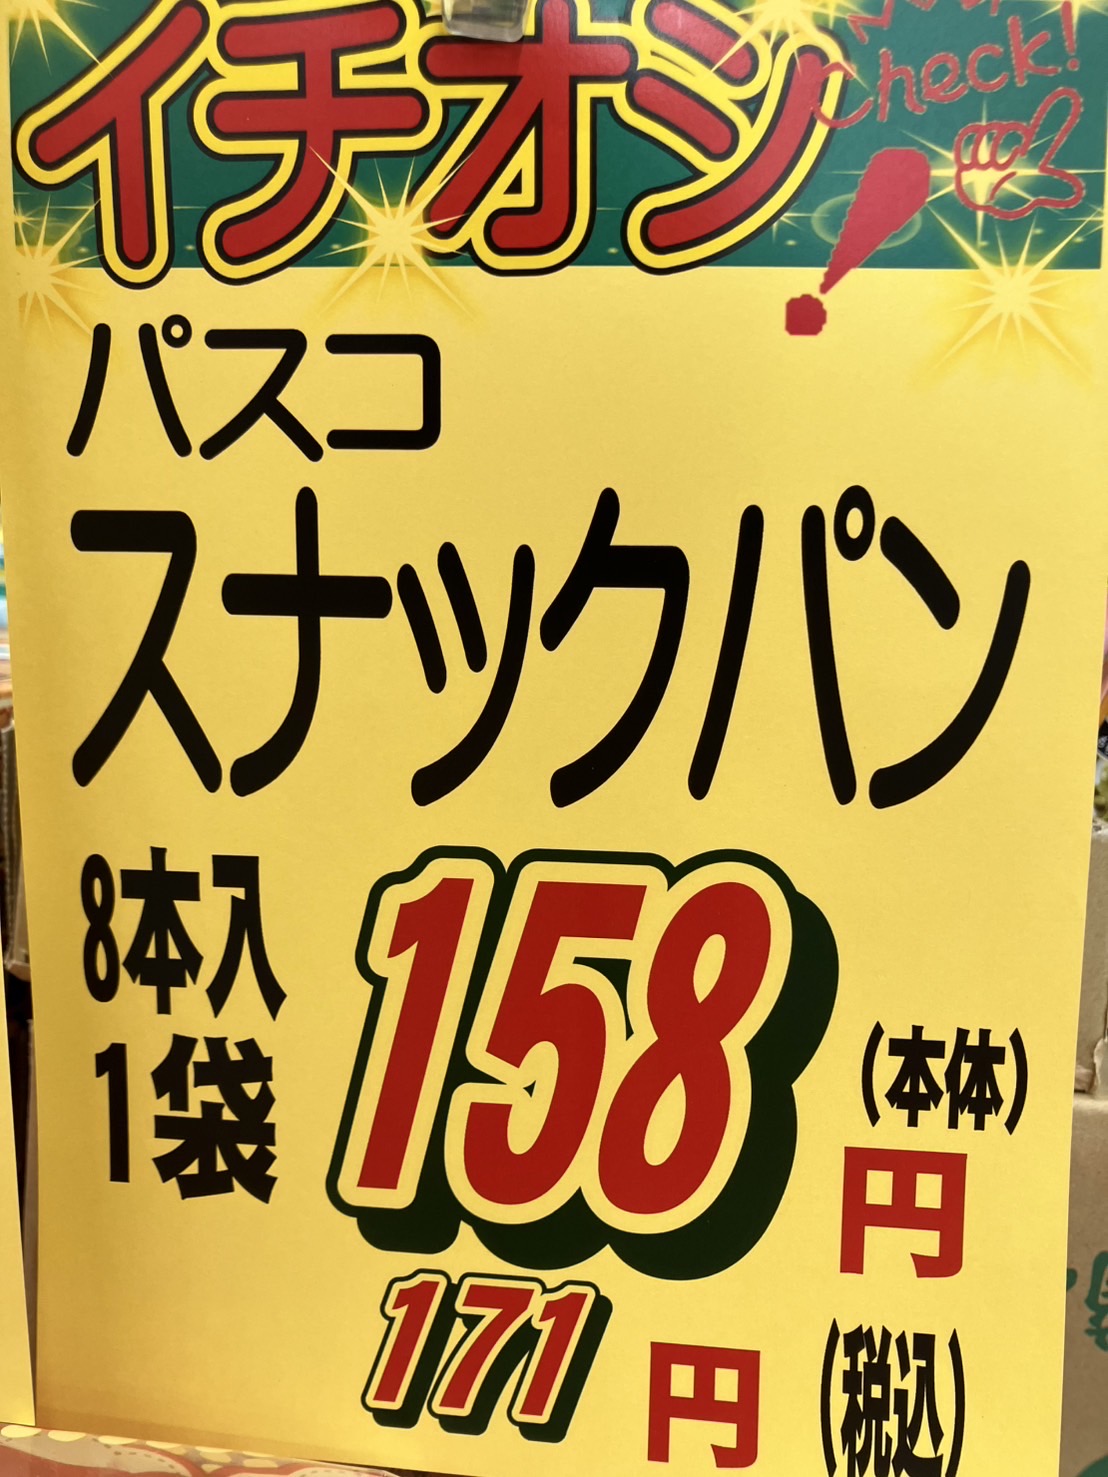 イチオシ
Check!
パスコ
スナックパン
8本入
1袋
158
(本体)
円
171
円
(税込)